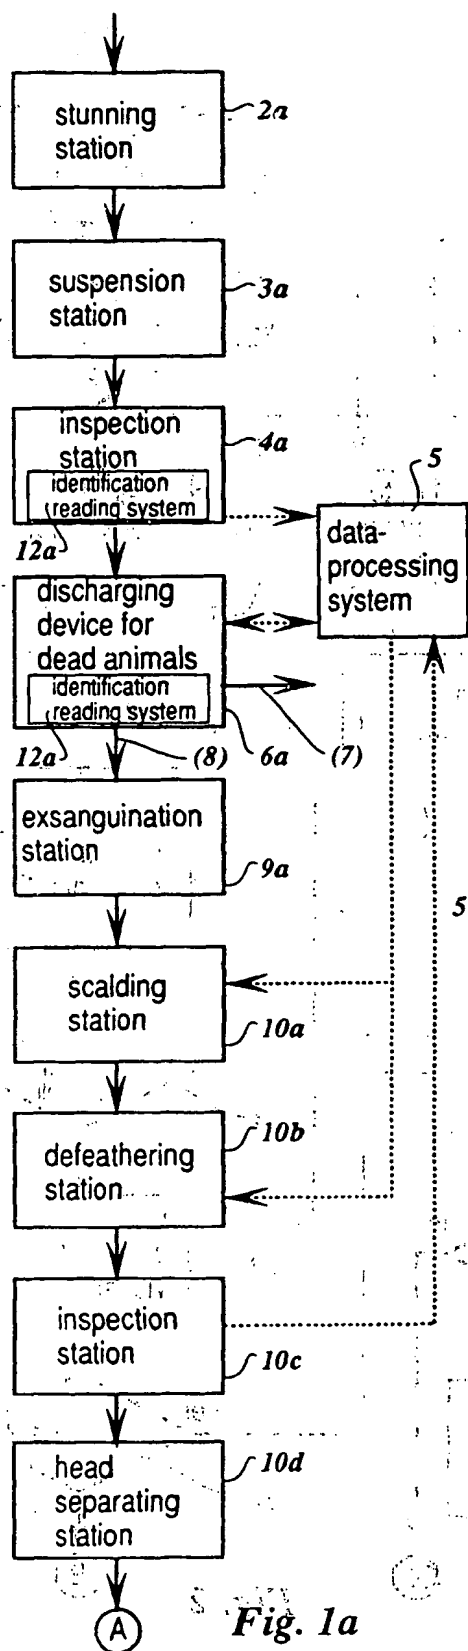 stunning
station
2a
suspension
station
3a
inspection
station
4a
identification
reading system
12a
5
data-
processing
system
discharging
device for
dead animals
identification
reading system
12a
(8)
6a
(7)
exsanguination
station
9a
5
scalding
station
10a
defeathering
station
10b
inspection
station
10c
head
separating
station
10d
A
Fig. 1a